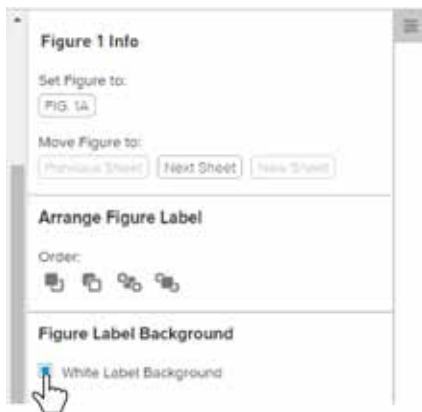 Figure 1 Info
Set Figure to:
FIG. 1A
Move Figure to:
Previous Sheet Next Sheet New Sheet
Arrange Figure Label
Order:
Figure Label Background
White Label Background